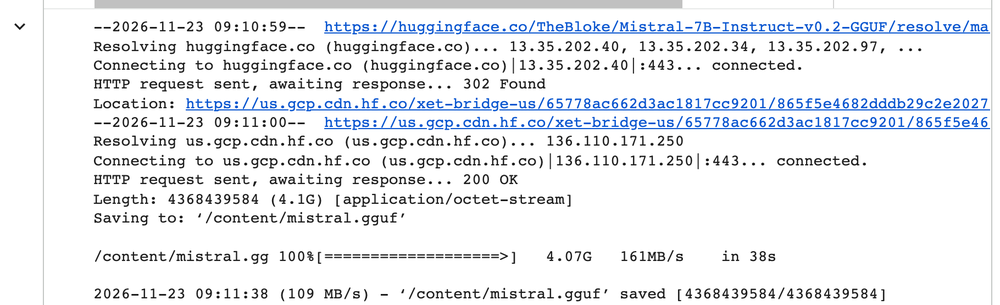 --2026-11-23 09:10:59--  https://huggingface.co/TheBloke/Mistral-7B-Instruct-v0.2-GGUF/resolve/ma
Resolving huggingface.co (huggingface.co)... 13.35.202.40, 13.35.202.34, 13.35.202.97, ...
Connecting to huggingface.co (huggingface.co)|13.35.202.40|:443... connected.
HTTP request sent, awaiting response... 302 Found
Location: https://us.gcp.cdn.hf.co/xet-bridge-us/65778ac662d3ac1817cc9201/865f5e4682dddb29c2e2027
--2026-11-23 09:11:00--  https://us.gcp.cdn.hf.co/xet-bridge-us/65778ac662d3ac1817cc9201/865f5e46
Resolving us.gcp.cdn.hf.co (us.gcp.cdn.hf.co)... 136.110.171.250
Connecting to us.gcp.cdn.hf.co (us.gcp.cdn.hf.co)|136.110.171.250|:443... connected.
HTTP request sent, awaiting response... 200 OK
Length: 4368439584 (4.1G) [application/octet-stream]
Saving to: ‘/content/mistral.gguf’
/content/mistral.gg 100%[===================>]   4.07G   161MB/s    in 38s
2026-11-23 09:11:38 (109 MB/s) - ‘/content/mistral.gguf’ saved [4368439584/4368439584]